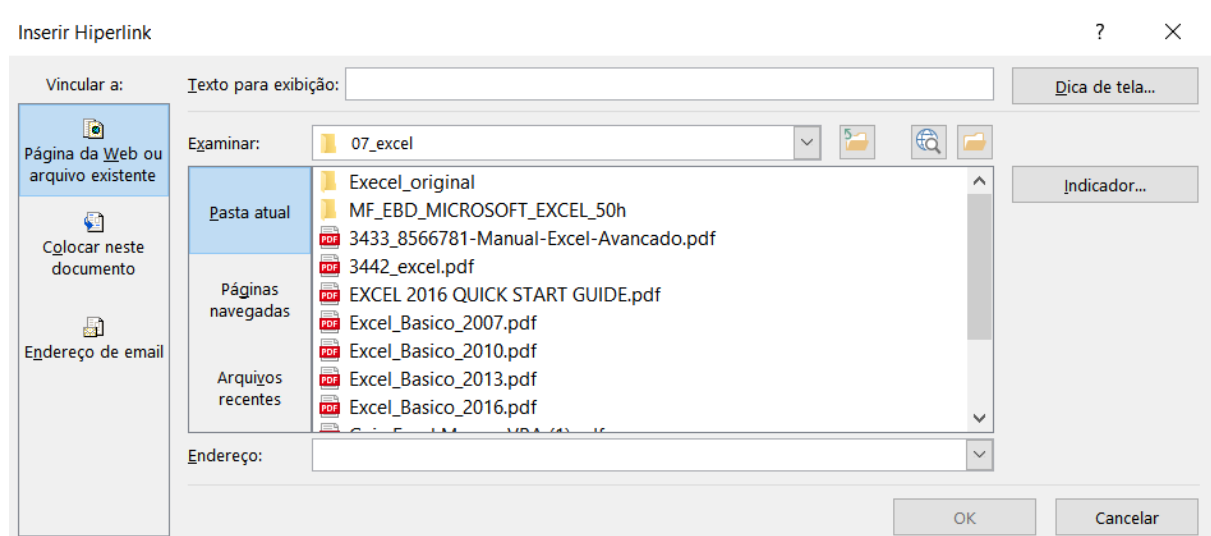 Inserir Hiperlink
?
Vincular a:
Texto para exibição:
Dica de tela...
Página da Web ou
arquivo existente
Examinar:
07_excel
Indicador...
Pasta atual
Execel_original
MF_EBD_MICROSOFT_EXCEL_50h
3433_8566781-Manual-Excel-Avancado.pdf
3442_excel.pdf
EXCEL 2016 QUICK START GUIDE.pdf
Excel_Basico_2007.pdf
Excel_Basico_2010.pdf
Excel_Basico_2013.pdf
Excel_Basico_2016.pdf
Colocar neste
documento
Páginas
navegadas
Endereço de email
Arquivos
recentes
Endereço:
OK
Cancelar